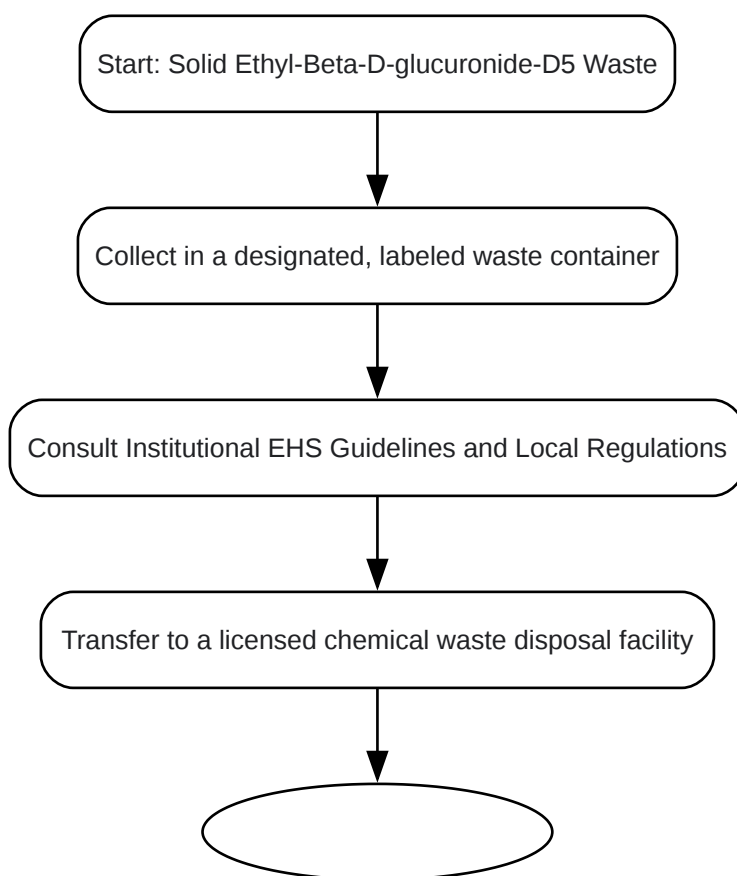 Start: Solid Ethyl-Beta-D-glucuronide-D5 Waste
Collect in a designated, labeled waste container
Consult Institutional EHS Guidelines and Local Regulations
Transfer to a licensed chemical waste disposal facility